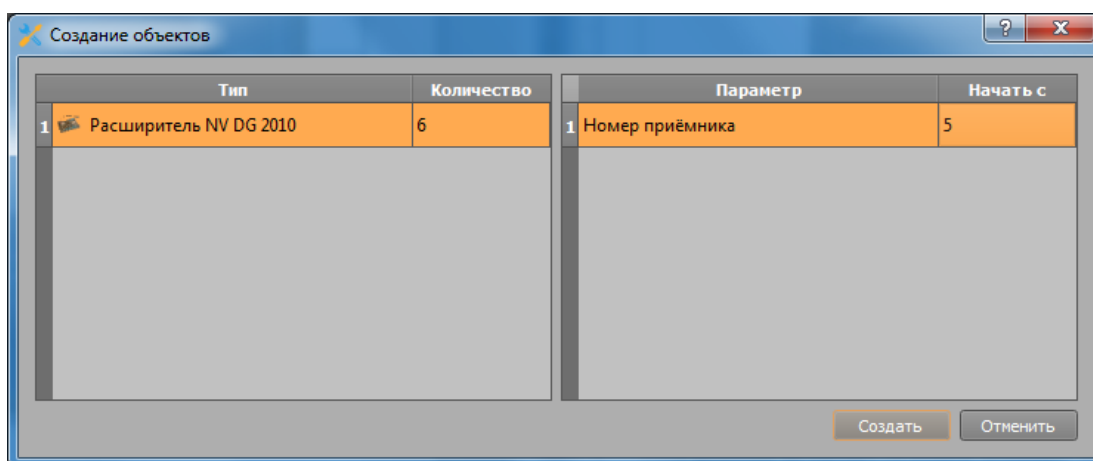 Создание объектов
?
X
Тип Количество
1 Расширитель NV DG 2010 6
Параметр Начать с
1 Номер приёмника 5
Создать Отменить